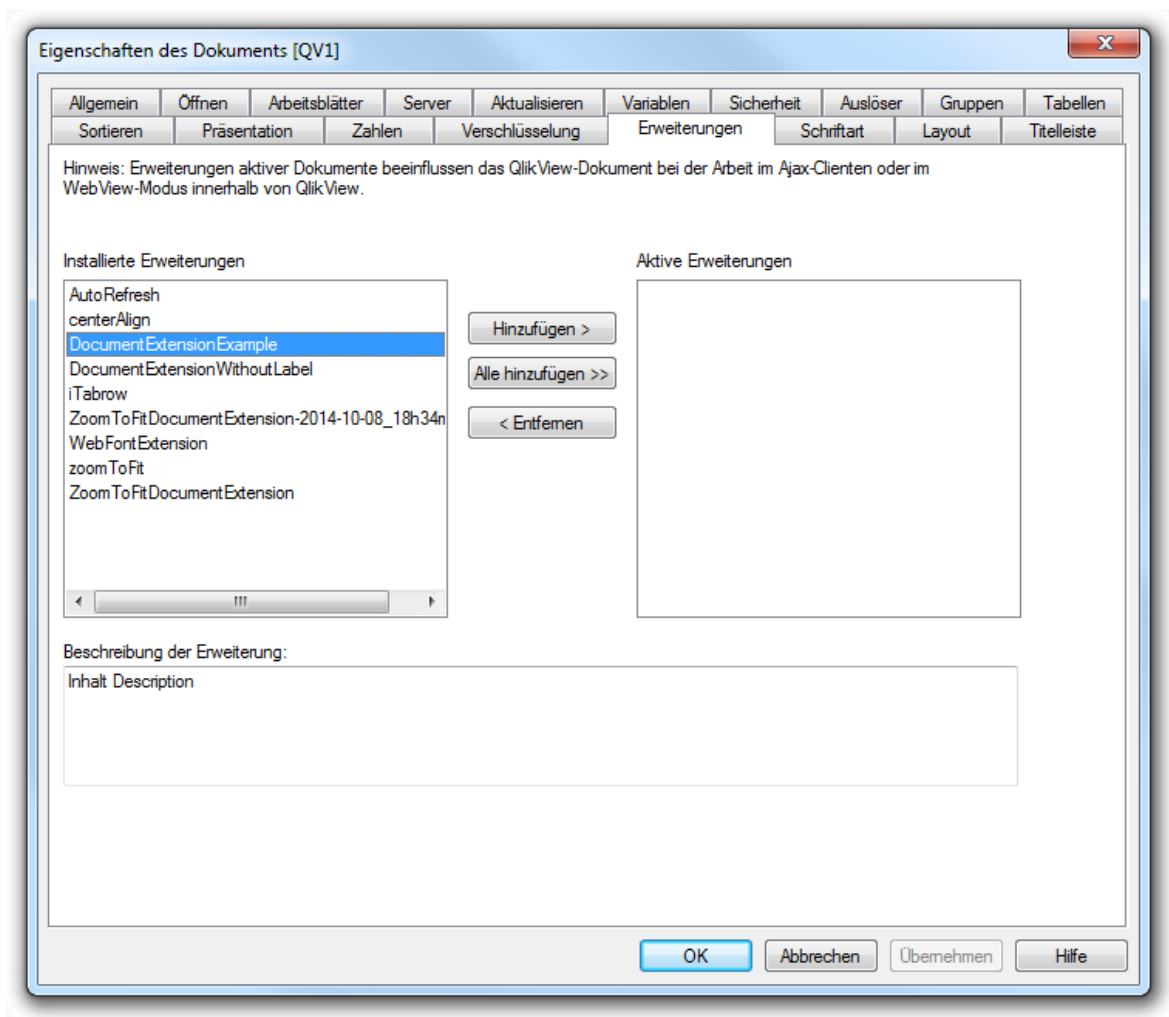 Eigenschaften des Dokuments [QV1]
Allgemein Öffnen Arbeitsblätter Server Aktualisieren Variablen Sicherheit Auslöser Gruppen Tabellen
Sortieren Präsentation Zahlen Verschlüsselung Erweiterungen Schriftart Layout Titelleiste
Hinweis: Erweiterungen aktiver Dokumente beeinflussen das QlikView-Dokument bei der Arbeit im Ajax-Clienten oder im
WebView-Modus innerhalb von QlikView.
Installierte Erweiterungen
AutoRefresh
centerAlign
DocumentExtensionExample
DocumentExtensionWithoutLabel
iTabrow
ZoomToFitDocumentExtension-2014-10-08_18h34m
WebFontExtension
zoomToFit
ZoomToFitDocumentExtension
Hinzufügen >
Alle hinzufügen >>
< Entfernen
Aktive Erweiterungen
Beschreibung der Erweiterung:
Inhalt Description
OK Abbrechen Übernehmen Hilfe